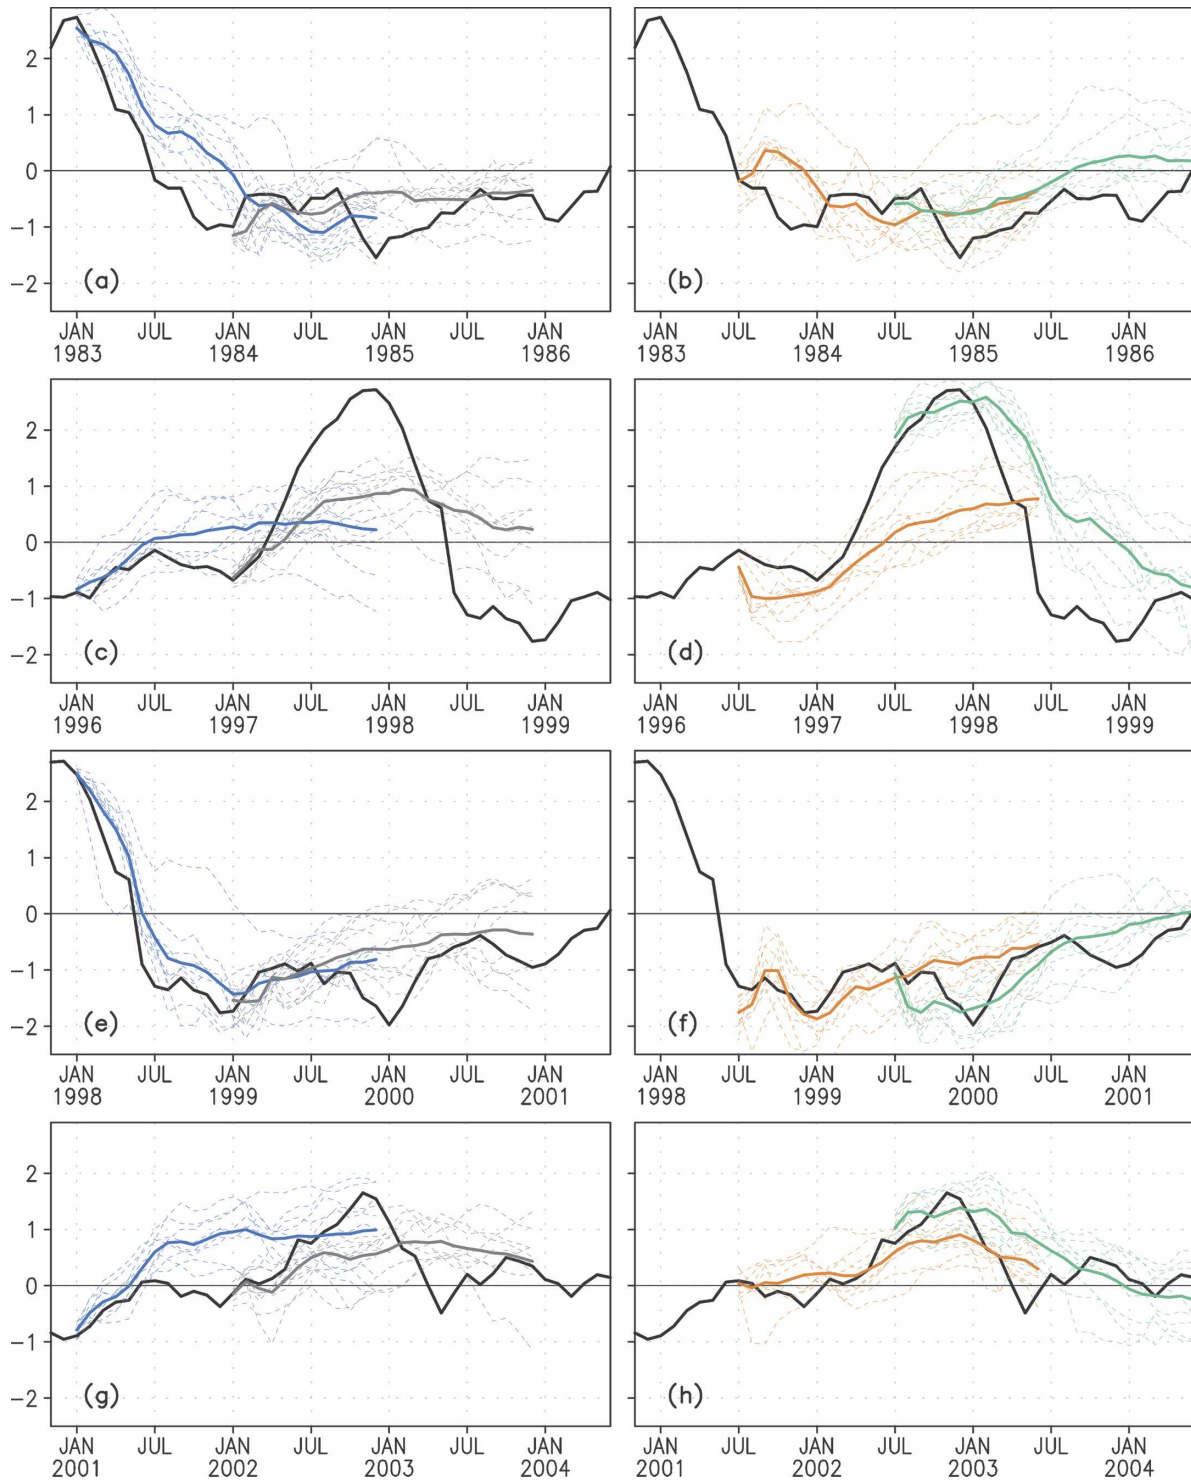 2
1
0
−1
−2
(a)
JAN JUL JAN JUL JAN JUL JAN
1983 1984 1985 1986
(b)
JAN JUL JAN JUL JAN JUL JAN
1983 1984 1985 1986
2
1
0
−1
−2
(c)
JAN JUL JAN JUL JAN JUL JAN
1996 1997 1998 1999
(d)
JAN JUL JAN JUL JAN JUL JAN
1996 1997 1998 1999
2
1
0
−1
−2
(e)
JAN JUL JAN JUL JAN JUL JAN
1998 1999 2000 2001
(f)
JAN JUL JAN JUL JAN JUL JAN
1998 1999 2000 2001
2
1
0
−1
−2
(g)
JAN JUL JAN JUL JAN JUL JAN
2001 2002 2003 2004
(h)
JAN JUL JAN JUL JAN JUL JAN
2001 2002 2003 2004